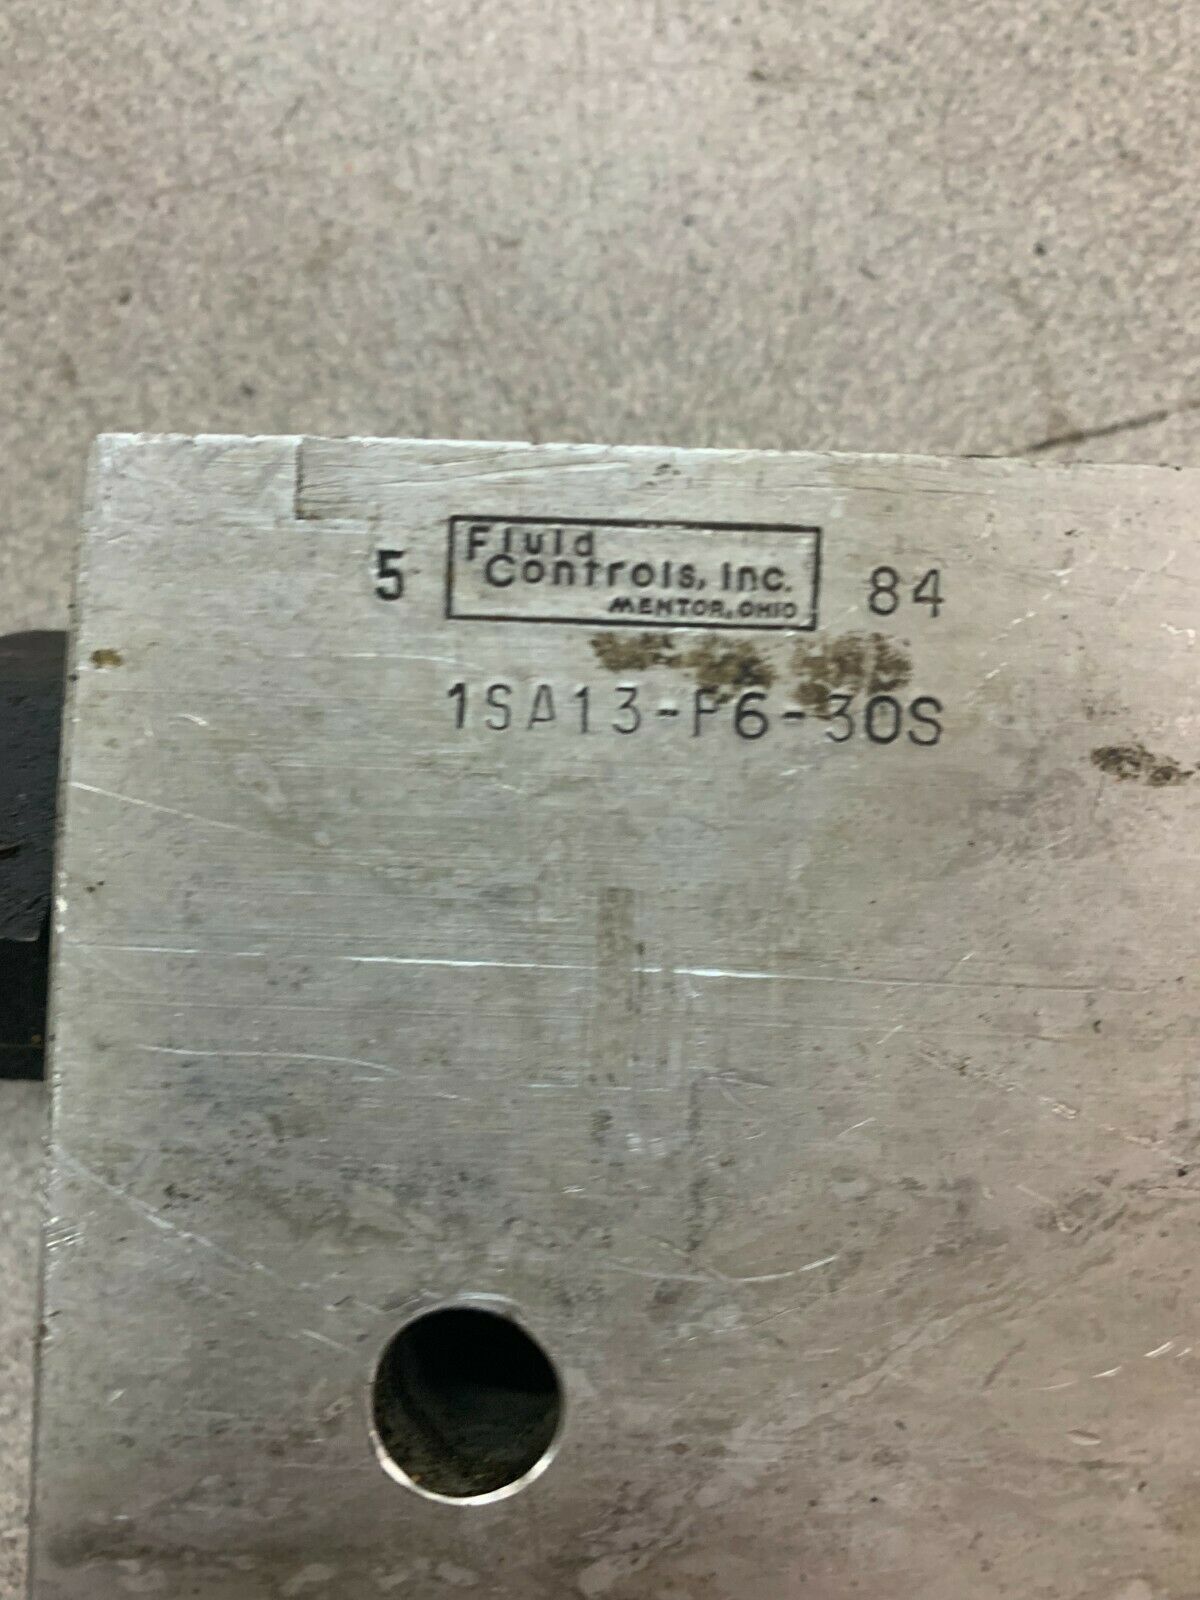 5 Fluid 84
Controls, Inc.
MENTOR, OHIO
1SA13-F6-30S